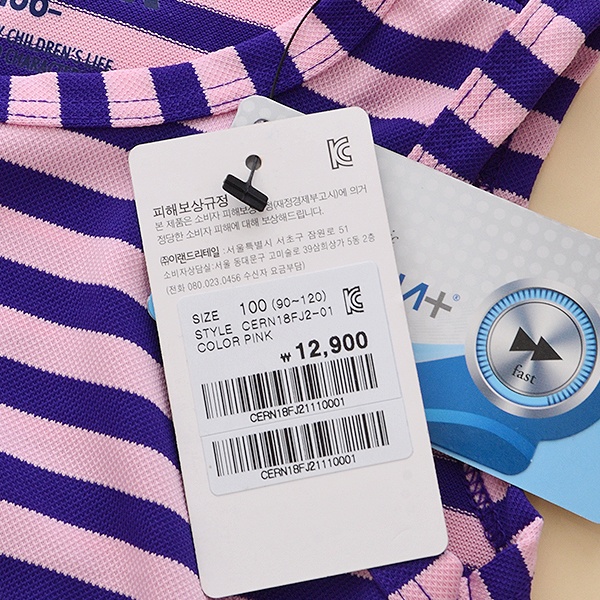 CHILDREN'S LIFE
피해보상규정
본 제품은 소비자 피해보상규정(재정경제부고시)에 의거
정당한 소비자 피해에 대해 보상해드립니다.
(주)이랜드리테일 : 서울특별시 서초구 잠원로 51
소비자상담실: 서울 동대문구 고미술로 39삼희상가 5동 2층
(전화 080.023.0456 수신자 요금부담)
SIZE 100 (90~120)
STYLE CERN18FJ2-01
COLOR PINK
₩ 12,900
CERN18FJ21110001
CERN18FJ21110001
fast